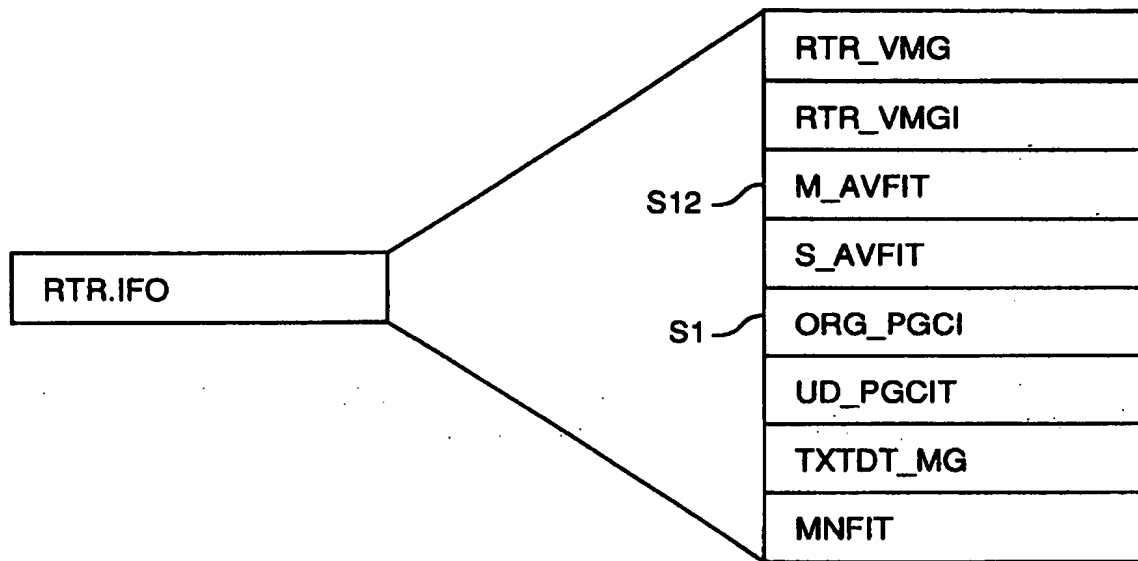 RTR.IFO
RTR_VMG
RTR_VMGI
S12
M_AVFIT
S_AVFIT
S1
ORG_PGCI
UD_PGCIT
TXTDT_MG
MNFIT